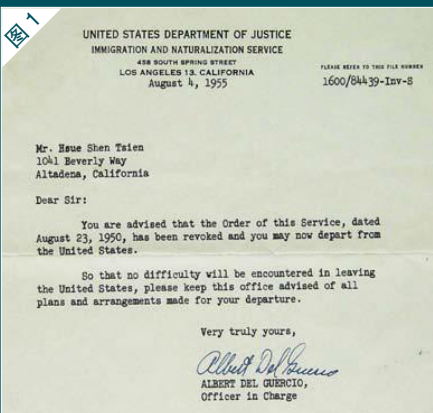 图1
UNITED STATES DEPARTMENT OF JUSTICE
IMMIGRATION AND NATURALIZATION SERVICE
458 SOUTH SPRING STREET
LOS ANGELES 13, CALIFORNIA
August 4, 1955
PLEASE REFER TO THIS FILE NUMBER
1600/84439-Inv-S
Mr. Hsue Shen Tsien
1041 Beverly Way
Altadena, California
Dear Sir:
You are advised that the Order of this Service, dated
August 23, 1950, has been revoked and you may now depart from
the United States.
So that no difficulty will be encountered in leaving
the United States, please keep this office advised of all
plans and arrangements made for your departure.
Very truly yours,
Albert Del Guercio
ALBERT DEL GUERCIO,
Officer in Charge